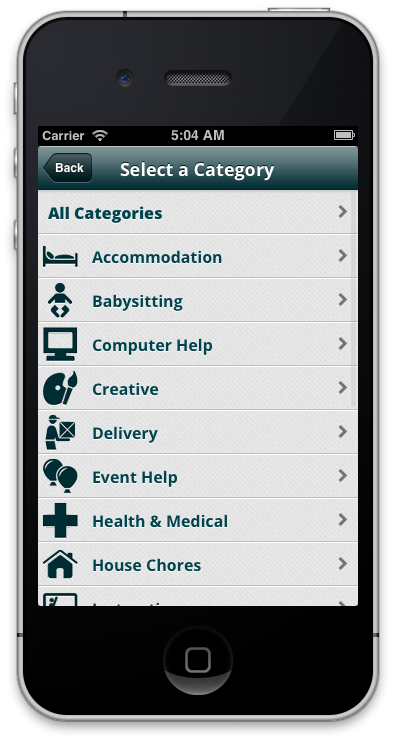 Carrier 5:04 AM
Back Select a Category
All Categories
Accommodation
Babysitting
Computer Help
Creative
Delivery
Event Help
Health & Medical
House Chores